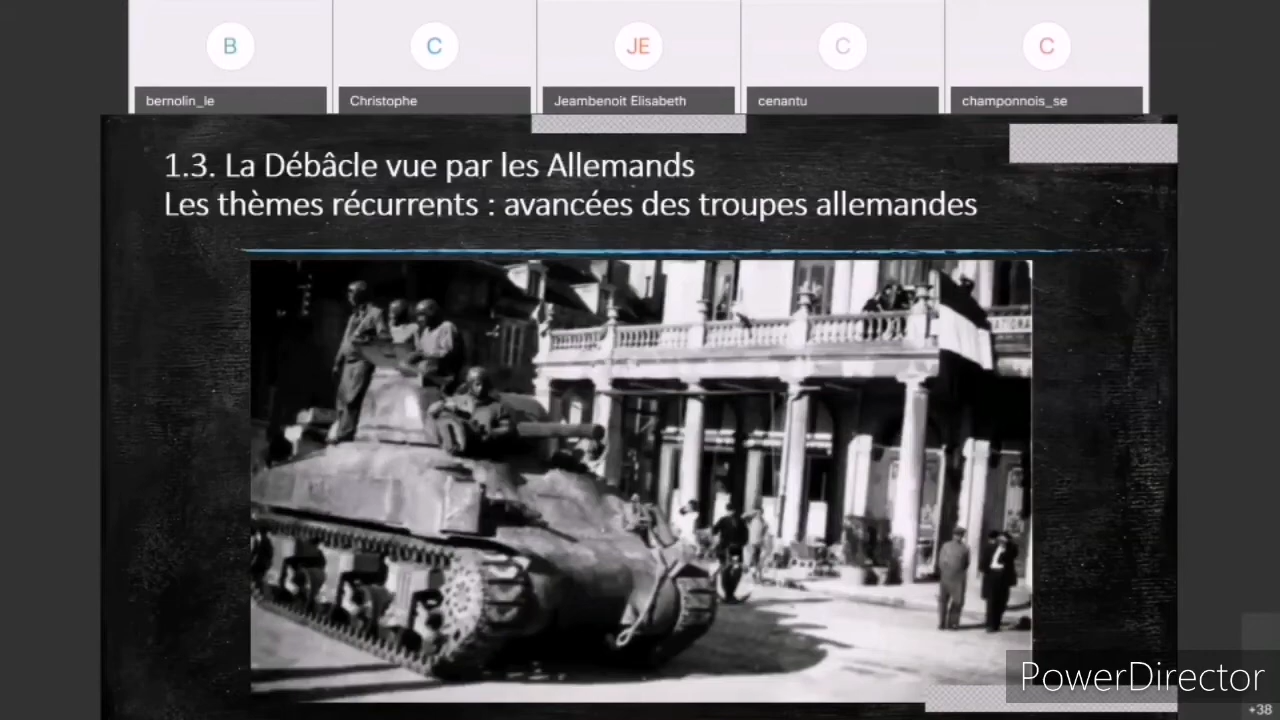 B
C
JE
C
C
bernolin_le
Christophe
Jeambenoit Elisabeth
cenantu
champonnois_se
1.3. La Débâcle vue par les Allemands
Les thèmes récurrents : avancées des troupes allemandes
PowerDirector
+38